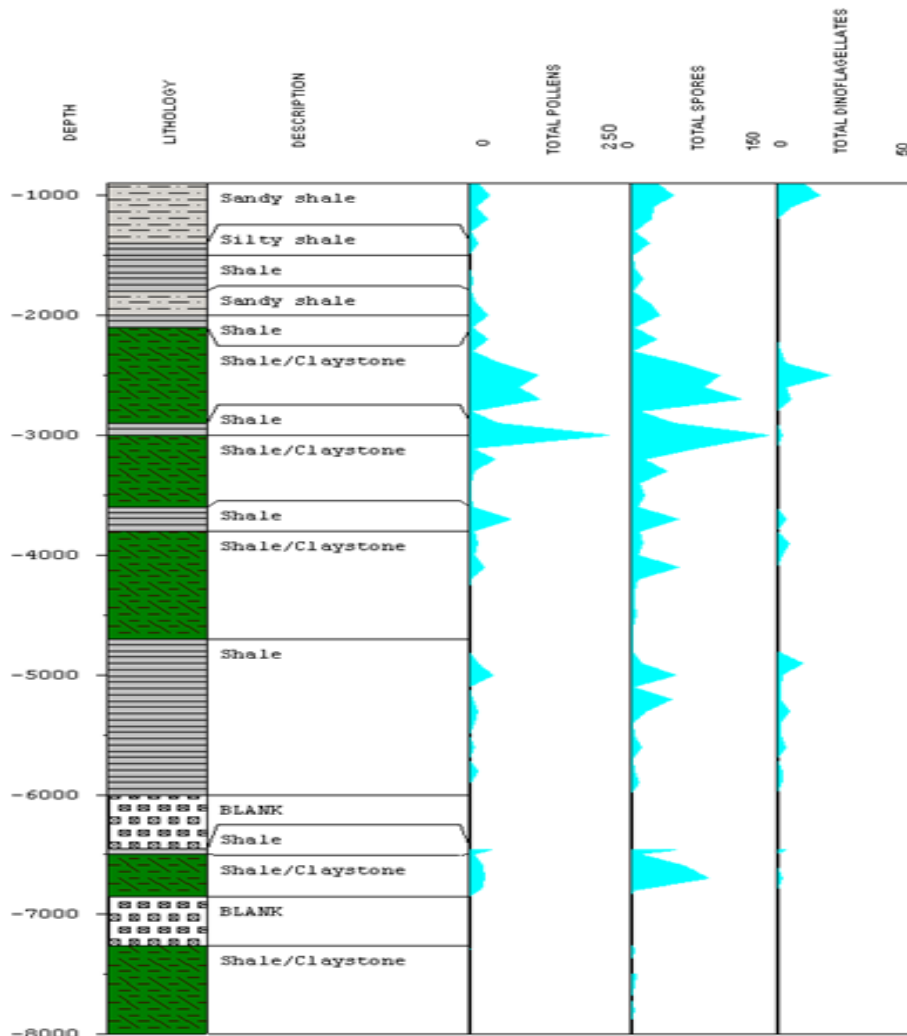 DEPTH
LITHOLOGY
DESCRIPTION
0 TOTAL POLLENS 250
0 TOTAL SPORES 150
0 TOTAL DINOFLAGELLATES 50
-1000
Sandy shale
Silty shale
Shale
Sandy shale
-2000
Shale
Shale/Claystone
Shale
-3000
Shale/Claystone
Shale
Shale/Claystone
-4000
Shale
-5000
-6000
BLANK
Shale
Shale/Claystone
-7000
BLANK
Shale/Claystone
-8000